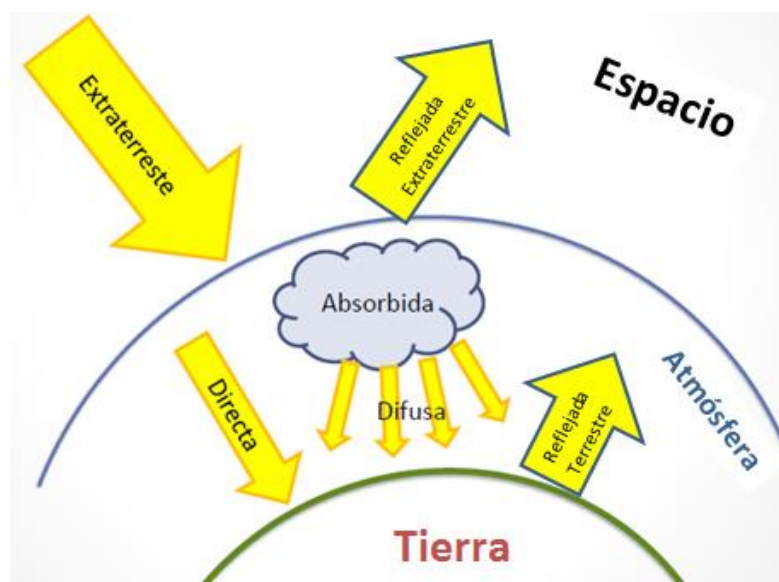 Extraterreste
Reflejada
Extraterrestre
Espacio
Absorbida
Directa
Difusa
Reflejada
Terrestre
Atmósfera
Tierra